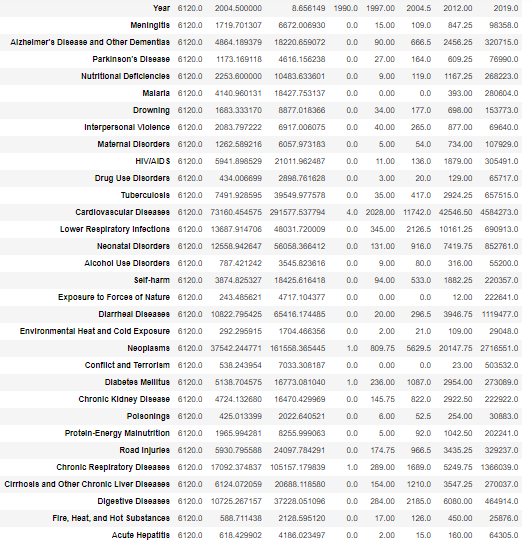 Year 6120.0 2004.500000 8.656149 1990.0 1997.00 2004.5 2012.00 2019.0
Meningitis 6120.0 1719.701307 6672.006930 0.0 15.00 109.0 847.25 98358.0
Alzheimer's Disease and Other Dementias 6120.0 4864.189379 18220.659072 0.0 90.00 666.5 2456.25 320715.0
Parkinson's Disease 6120.0 1173.169118 4616.156238 0.0 27.00 164.0 609.25 76990.0
Nutritional Deficiencies 6120.0 2253.600000 10483.633601 0.0 9.00 119.0 1167.25 268223.0
Malaria 6120.0 4140.960131 18427.753137 0.0 0.00 0.0 393.00 280604.0
Drowning 6120.0 1683.333170 8877.018366 0.0 34.00 177.0 698.00 153773.0
Interpersonal Violence 6120.0 2083.797222 6917.006075 0.0 40.00 265.0 877.00 69640.0
Maternal Disorders 6120.0 1262.589216 6057.973183 0.0 5.00 54.0 734.00 107929.0
HIV/AIDS 6120.0 5941.898529 21011.962487 0.0 11.00 136.0 1879.00 305491.0
Drug Use Disorders 6120.0 434.006699 2898.761628 0.0 3.00 20.0 129.00 65717.0
Tuberculosis 6120.0 7491.928595 39549.977578 0.0 35.00 417.0 2924.25 657515.0
Cardiovascular Diseases 6120.0 73160.454575 291577.537794 4.0 2028.00 11742.0 42546.50 4584273.0
Lower Respiratory Infections 6120.0 13687.914706 48031.720009 0.0 345.00 2126.5 10161.25 690913.0
Neonatal Disorders 6120.0 12558.942647 56058.366412 0.0 131.00 916.0 7419.75 852761.0
Alcohol Use Disorders 6120.0 787.421242 3545.823616 0.0 9.00 80.0 316.00 55200.0
Self-harm 6120.0 3874.825327 18425.616418 0.0 94.00 533.0 1882.25 220357.0
Exposure to Forces of Nature 6120.0 243.485621 4717.104377 0.0 0.00 0.0 12.00 222641.0
Diarrheal Diseases 6120.0 10822.795425 65416.174485 0.0 20.00 296.5 3946.75 1119477.0
Environmental Heat and Cold Exposure 6120.0 292.295915 1704.466356 0.0 2.00 21.0 109.00 29048.0
Neoplasms 6120.0 37542.244771 161558.365445 1.0 809.75 5629.5 20147.75 2716551.0
Conflict and Terrorism 6120.0 538.243954 7033.308187 0.0 0.00 0.0 23.00 503532.0
Diabetes Mellitus 6120.0 5138.704575 16773.081040 1.0 236.00 1087.0 2954.00 273089.0
Chronic Kidney Disease 6120.0 4724.132680 16470.429969 0.0 145.75 822.0 2922.50 222922.0
Poisonings 6120.0 425.013399 2022.640521 0.0 6.00 52.5 254.00 30883.0
Protein-Energy Malnutrition 6120.0 1965.994281 8255.999063 0.0 5.00 92.0 1042.50 202241.0
Road Injuries 6120.0 5930.795588 24097.784291 0.0 174.75 966.5 3435.25 329237.0
Chronic Respiratory Diseases 6120.0 17092.374837 105157.179839 1.0 289.00 1689.0 5249.75 1366039.0
Cirrhosis and Other Chronic Liver Diseases 6120.0 6124.072059 20688.118580 0.0 154.00 1210.0 3547.25 270037.0
Digestive Diseases 6120.0 10725.267157 37228.051096 0.0 284.00 2185.0 6080.00 464914.0
Fire, Heat, and Hot Substances 6120.0 588.711438 2128.595120 0.0 17.00 126.0 450.00 25876.0
Acute Hepatitis 6120.0 618.429902 4186.023497 0.0 2.00 15.0 160.00 64305.0